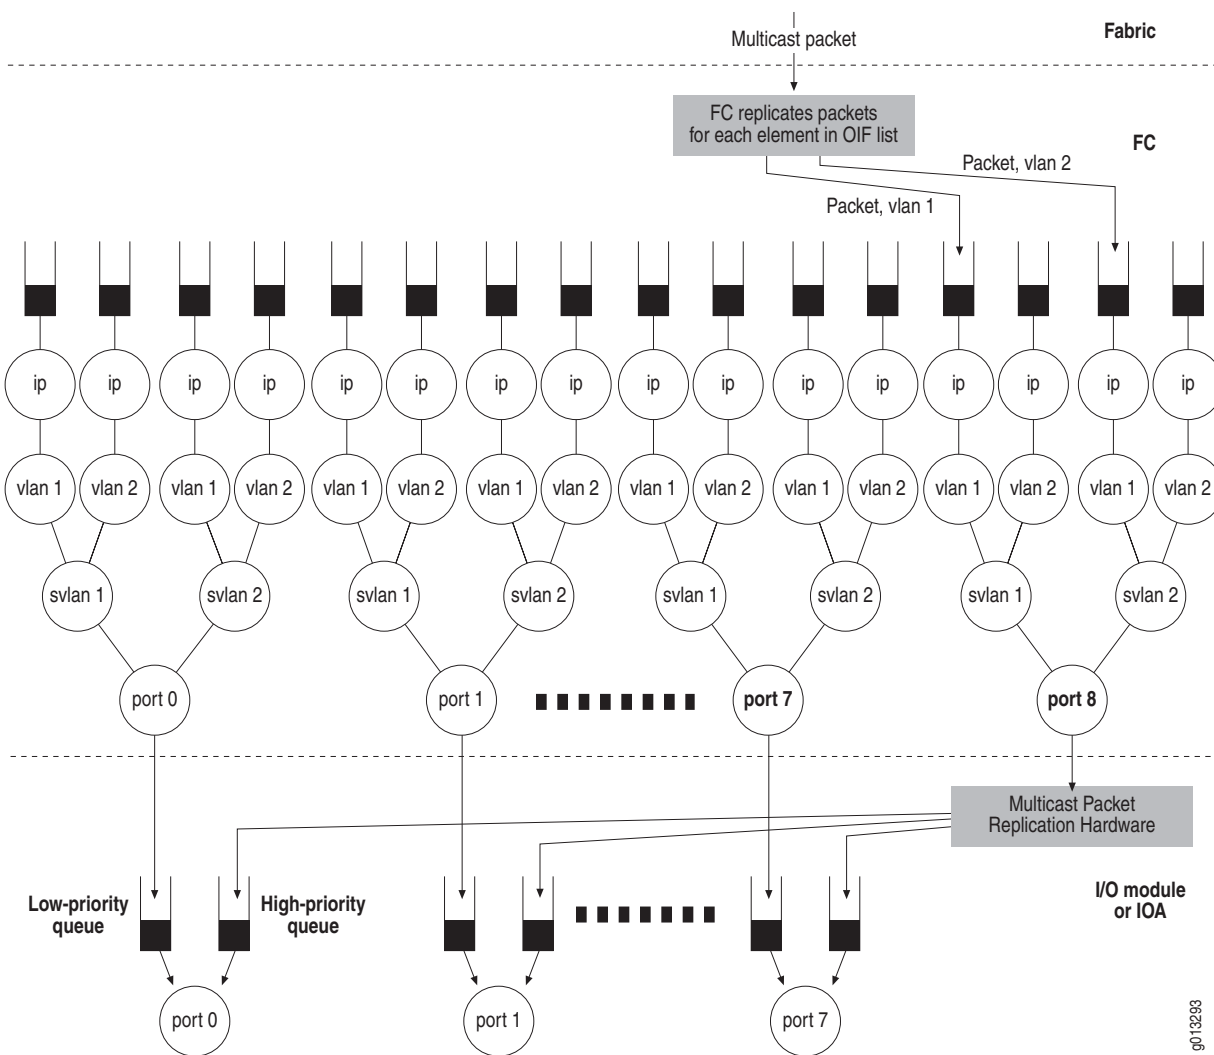 Fabric
Multicast packet
FC replicates packets
for each element in OIF list
FC
Packet, vlan 2
Packet, vlan 1
ip ip ip ip ip ip ip ip ip ip ip ip ip ip ip ip
vlan 1 vlan 2 vlan 1 vlan 2 vlan 1 vlan 2 vlan 1 vlan 2 vlan 1 vlan 2 vlan 1 vlan 2 vlan 1 vlan 2 vlan 1 vlan 2
svlan 1 svlan 2 svlan 1 svlan 2 svlan 1 svlan 2 svlan 1 svlan 2
port 0 port 1 port 7 port 8
Multicast Packet
Replication Hardware
Low-priority
queue
High-priority
queue
I/O module
or IOA
port 0 port 1 port 7
g013293